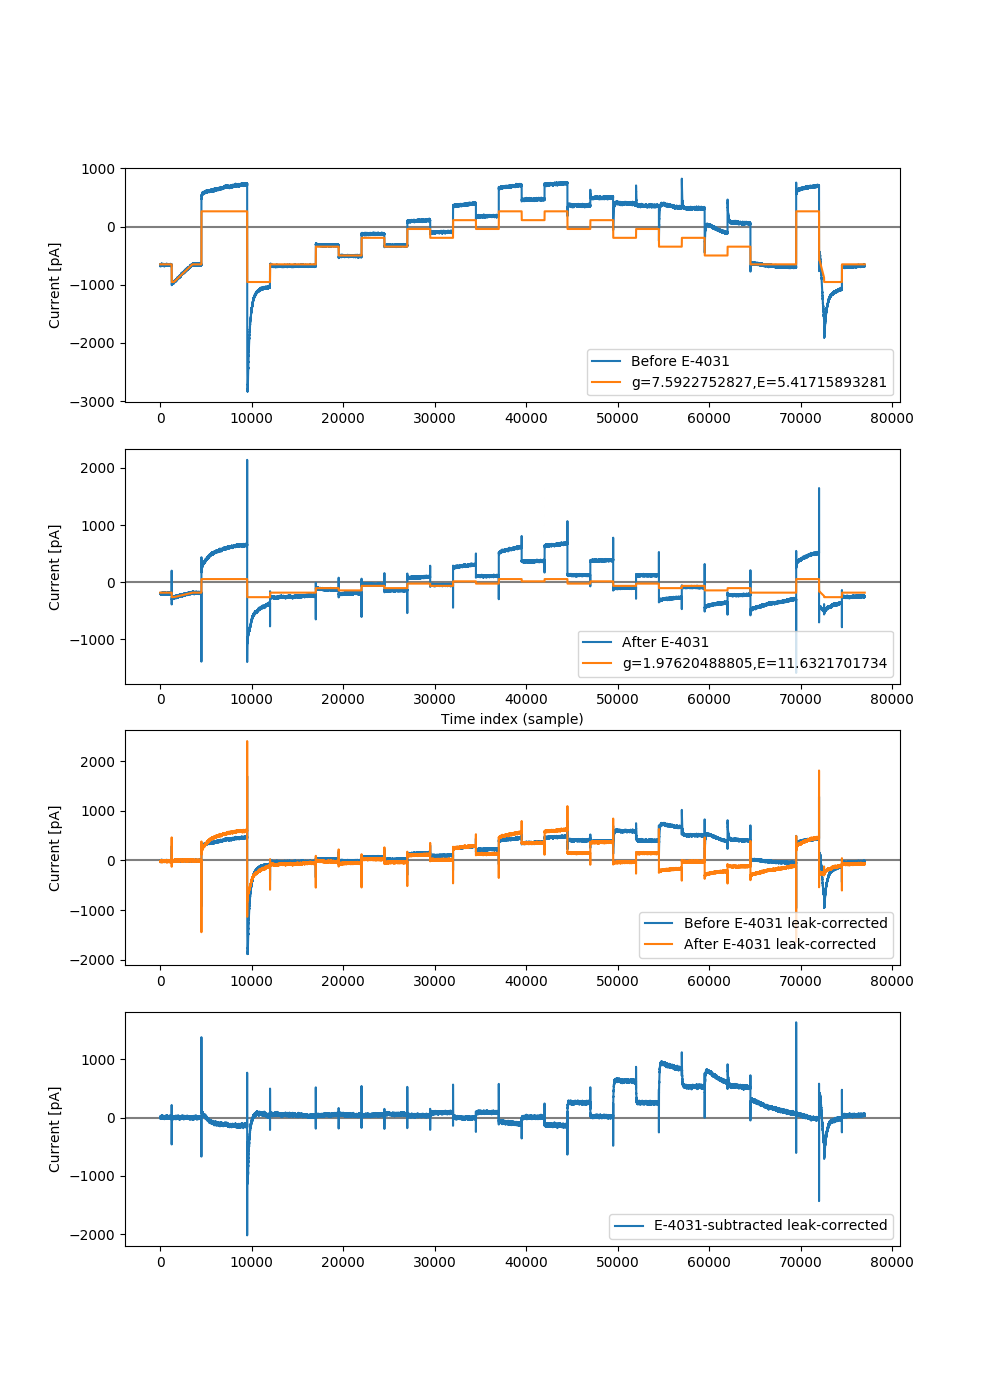 1000
0
−1000
−2000
−3000
Current [pA]
Before E-4031
g=7.5922752827,E=5.41715893281
0 10000 20000 30000 40000 50000 60000 70000 80000
2000
1000
0
−1000
Current [pA]
After E-4031
g=1.97620488805,E=11.6321701734
0 10000 20000 30000 40000 50000 60000 70000 80000
Time index (sample)
2000
1000
0
−1000
−2000
Current [pA]
Before E-4031 leak-corrected
After E-4031 leak-corrected
0 10000 20000 30000 40000 50000 60000 70000 80000
1000
0
−1000
−2000
Current [pA]
E-4031-subtracted leak-corrected
0 10000 20000 30000 40000 50000 60000 70000 80000